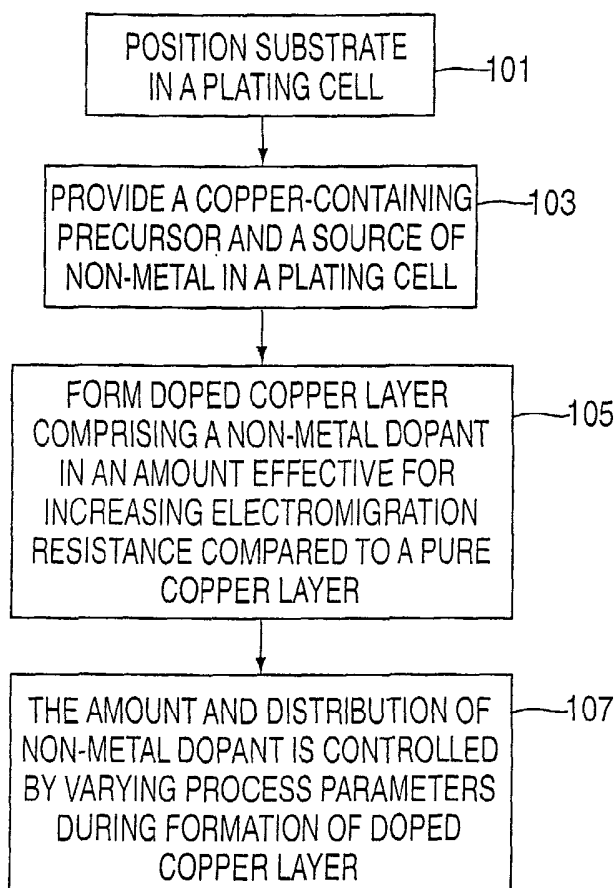 POSITION SUBSTRATE
IN A PLATING CELL
101
PROVIDE A COPPER-CONTAINING
PRECURSOR AND A SOURCE OF
NON-METAL IN A PLATING CELL
103
FORM DOPED COPPER LAYER
COMPRISING A NON-METAL DOPANT
IN AN AMOUNT EFFECTIVE FOR
INCREASING ELECTROMIGRATION
RESISTANCE COMPARED TO A PURE
COPPER LAYER
105
THE AMOUNT AND DISTRIBUTION OF
NON-METAL DOPANT IS CONTROLLED
BY VARYING PROCESS PARAMETERS
DURING FORMATION OF DOPED
COPPER LAYER
107